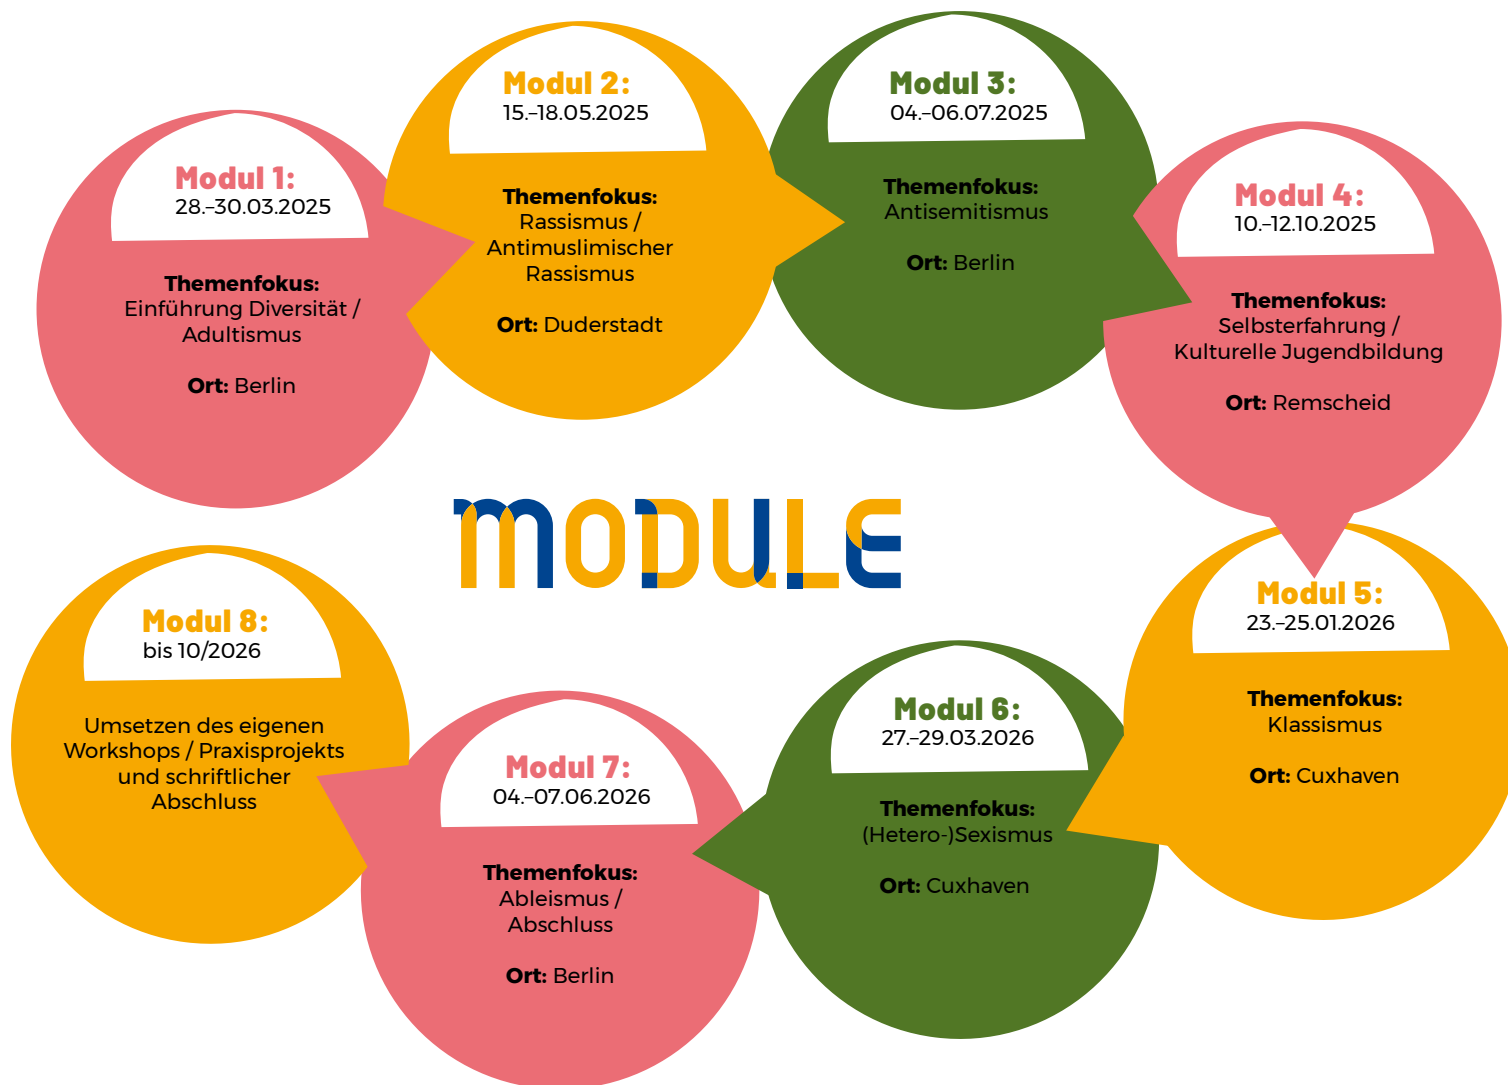 Modul 1:
28.–30.03.2025
Themenfokus:
Einführung Diversität /
Adultismus
Ort: Berlin
Modul 2:
15.–18.05.2025
Themenfokus:
Rassismus /
Antimuslimischer
Rassismus
Ort: Duderstadt
Modul 3:
04.–06.07.2025
Themenfokus:
Antisemitismus
Ort: Berlin
Modul 4:
10.–12.10.2025
Themenfokus:
Selbsterfahrung /
Kulturelle Jugendbildung
Ort: Remscheid
MODULE
Modul 5:
23.–25.01.2026
Themenfokus:
Klassismus
Ort: Cuxhaven
Modul 6:
27.–29.03.2026
Themenfokus:
(Hetero-)Sexismus
Ort: Cuxhaven
Modul 7:
04.–07.06.2026
Themenfokus:
Ableismus /
Abschluss
Ort: Berlin
Modul 8:
bis 10/2026
Umsetzen des eigenen
Workshops / Praxisprojekts
und schriftlicher
Abschluss